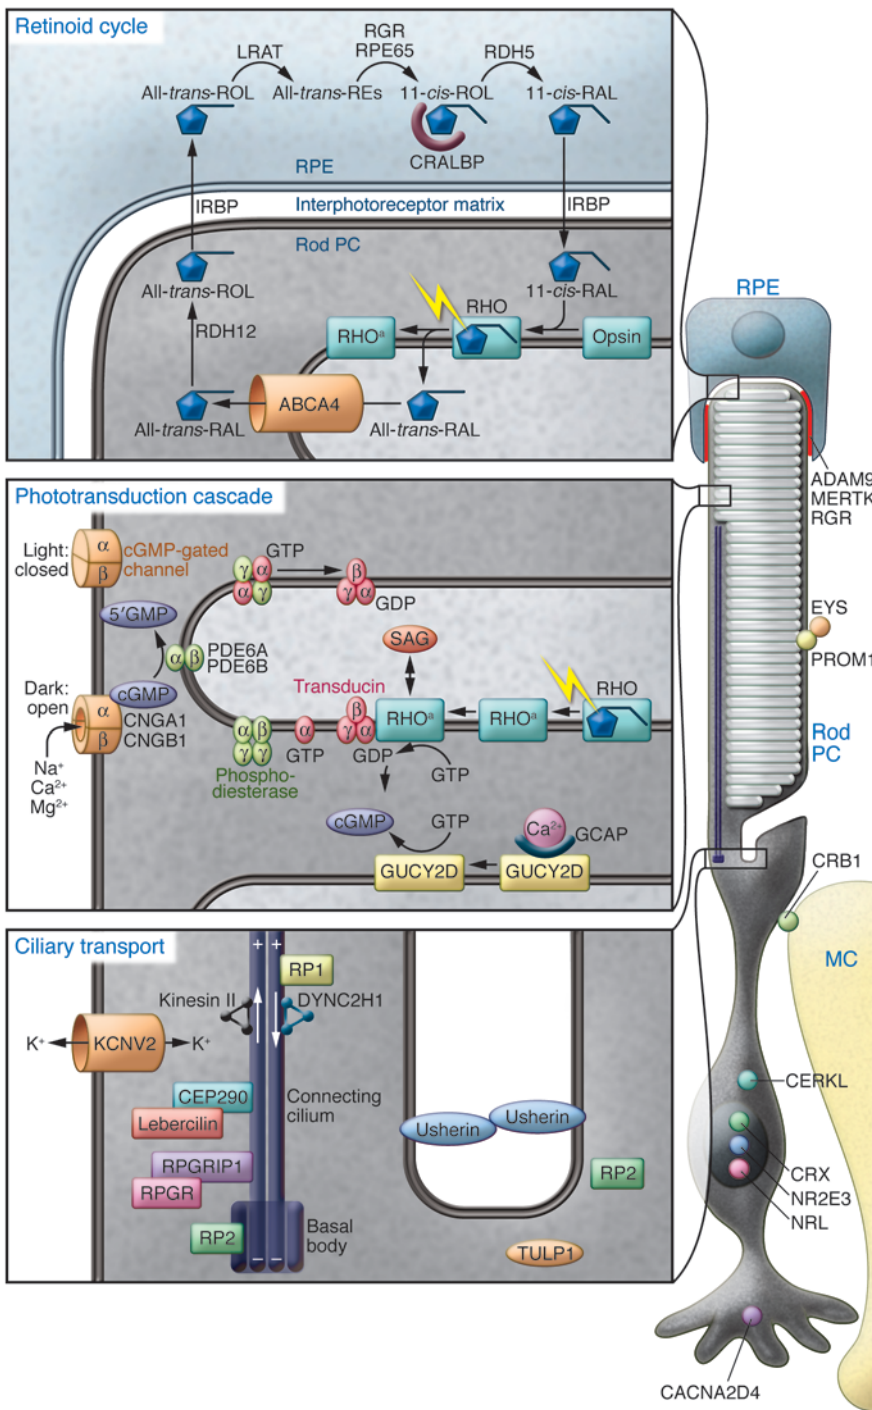 Retinoid cycle
LRAT
RGR
RPE65
RDH5
All-trans-ROL
All-trans-REs
11-cis-ROL
11-cis-RAL
CRALBP
RPE
IRBP
Interphotoreceptor matrix
IRBP
Rod PC
All-trans-ROL
11-cis-RAL
RDH12
RHOª
RHO
Opsin
ABCA4
All-trans-RAL
All-trans-RAL
Phototransduction cascade
Light:
closed
α
β
cGMP-gated
channel
γ
α
α
γ
GTP
β
γ
α
GDP
5′GMP
α
β
PDE6A
PDE6B
SAG
Dark:
open
α
β
cGMP
CNGA1
CNGB1
Na⁺
Ca²⁺
Mg²⁺
Transducin
RHO
α
β
γ
γ
α
GTP
β
γ
α
GDP
RHOª
RHOª
Phospho-
diesterase
GTP
cGMP
GTP
Ca²⁺
GCAP
GUCY2D
GUCY2D
Ciliary transport
+
+
RP1
Kinesin II
DYNC2H1
K⁺
KCNV2
K⁺
CEP290
Lebercilin
Connecting
cilium
RPGRIP1
RPGR
RP2
Basal
body
–
–
Usherin
Usherin
RP2
TULP1
RPE
ADAM9
MERTK
RGR
EYS
PROM1
Rod
PC
CRB1
MC
CERKL
CRX
NR2E3
NRL
CACNA2D4